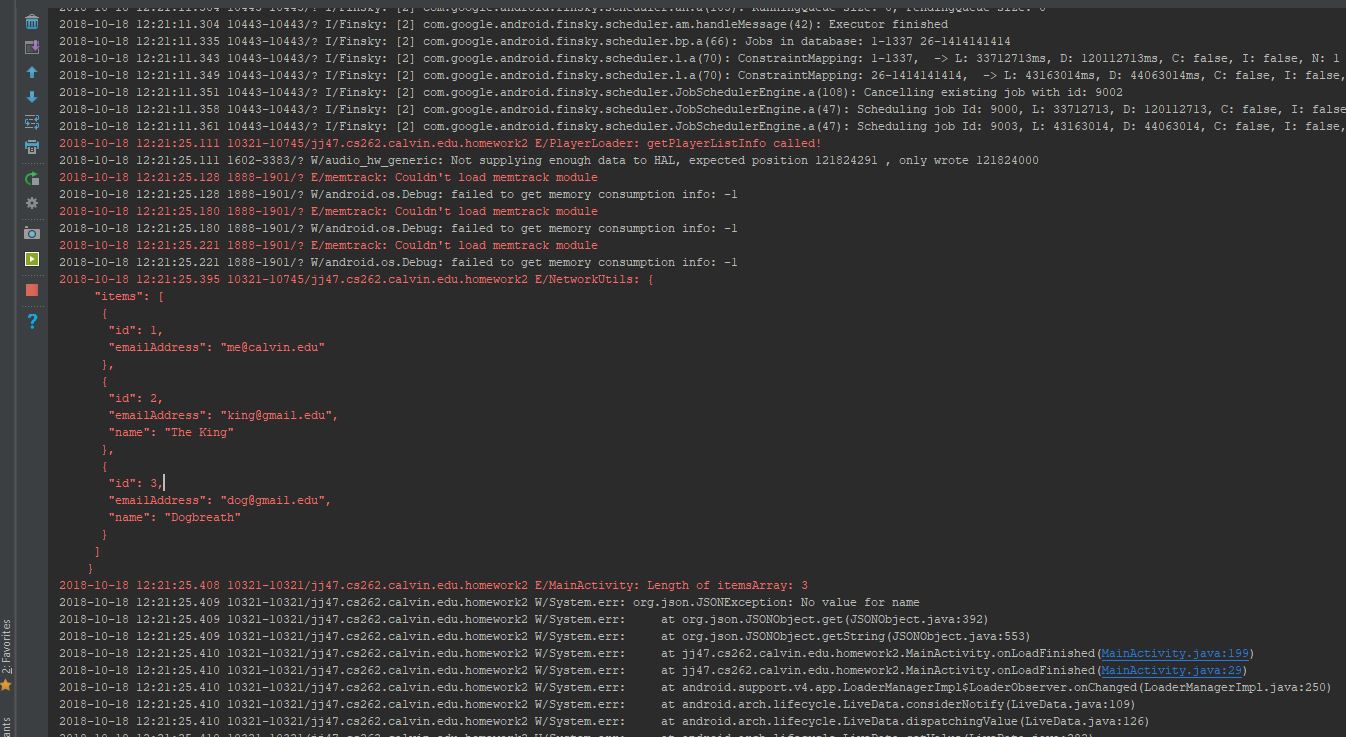 2018-10-18 12:21:11.304 10443-10443/? I/Finsky: [2] com.google.android.finsky.scheduler.am.handleMessage(42): Executor finished
2018-10-18 12:21:11.335 10443-10443/? I/Finsky: [2] com.google.android.finsky.scheduler.bp.a(66): Jobs in database: 1-1337 26-1414141414
2018-10-18 12:21:11.343 10443-10443/? I/Finsky: [2] com.google.android.finsky.scheduler.l.a(70): ConstraintMapping: 1-1337,  -> L: 33712713ms, D: 120112713ms, C: false, I: false, N: 1
2018-10-18 12:21:11.349 10443-10443/? I/Finsky: [2] com.google.android.finsky.scheduler.l.a(70): ConstraintMapping: 26-1414141414,  -> L: 43163014ms, D: 44063014ms, C: false, I: false,
2018-10-18 12:21:11.351 10443-10443/? I/Finsky: [2] com.google.android.finsky.scheduler.JobSchedulerEngine.a(108): Cancelling existing job with id: 9002
2018-10-18 12:21:11.358 10443-10443/? I/Finsky: [2] com.google.android.finsky.scheduler.JobSchedulerEngine.a(47): Scheduling job Id: 9000, L: 33712713, D: 120112713, C: false, I: false
2018-10-18 12:21:11.361 10443-10443/? I/Finsky: [2] com.google.android.finsky.scheduler.JobSchedulerEngine.a(47): Scheduling job Id: 9003, L: 43163014, D: 44063014, C: false, I: false,
2018-10-18 12:21:25.111 10321-10745/jj47.cs262.calvin.edu.homework2 E/PlayerLoader: getPlayerListInfo called!
2018-10-18 12:21:25.111 1602-3383/? W/audio_hw_generic: Not supplying enough data to HAL, expected position 121824291 , only wrote 121824000
2018-10-18 12:21:25.128 1888-1901/? E/memtrack: Couldn't load memtrack module
2018-10-18 12:21:25.128 1888-1901/? W/android.os.Debug: failed to get memory consumption info: -1
2018-10-18 12:21:25.180 1888-1901/? E/memtrack: Couldn't load memtrack module
2018-10-18 12:21:25.180 1888-1901/? W/android.os.Debug: failed to get memory consumption info: -1
2018-10-18 12:21:25.221 1888-1901/? E/memtrack: Couldn't load memtrack module
2018-10-18 12:21:25.221 1888-1901/? W/android.os.Debug: failed to get memory consumption info: -1
2018-10-18 12:21:25.395 10321-10745/jj47.cs262.calvin.edu.homework2 E/NetworkUtils: {
"items": [
{
"id": 1,
"emailAddress": "me@calvin.edu"
},
{
"id": 2,
"emailAddress": "king@gmail.edu",
"name": "The King"
},
{
"id": 3,
"emailAddress": "dog@gmail.edu",
"name": "Dogbreath"
}
]
}
2018-10-18 12:21:25.408 10321-10321/jj47.cs262.calvin.edu.homework2 E/MainActivity: Length of itemsArray: 3
2018-10-18 12:21:25.409 10321-10321/jj47.cs262.calvin.edu.homework2 W/System.err: org.json.JSONException: No value for name
2018-10-18 12:21:25.409 10321-10321/jj47.cs262.calvin.edu.homework2 W/System.err:     at org.json.JSONObject.get(JSONObject.java:392)
2018-10-18 12:21:25.409 10321-10321/jj47.cs262.calvin.edu.homework2 W/System.err:     at org.json.JSONObject.getString(JSONObject.java:553)
2018-10-18 12:21:25.410 10321-10321/jj47.cs262.calvin.edu.homework2 W/System.err:     at jj47.cs262.calvin.edu.homework2.MainActivity.onLoadFinished(MainActivity.java:199)
2018-10-18 12:21:25.410 10321-10321/jj47.cs262.calvin.edu.homework2 W/System.err:     at jj47.cs262.calvin.edu.homework2.MainActivity.onLoadFinished(MainActivity.java:29)
2018-10-18 12:21:25.410 10321-10321/jj47.cs262.calvin.edu.homework2 W/System.err:     at android.support.v4.app.LoaderManagerImpl$LoaderObserver.onChanged(LoaderManagerImpl.java:250)
2018-10-18 12:21:25.410 10321-10321/jj47.cs262.calvin.edu.homework2 W/System.err:     at android.arch.lifecycle.LiveData.considerNotify(LiveData.java:109)
2018-10-18 12:21:25.410 10321-10321/jj47.cs262.calvin.edu.homework2 W/System.err:     at android.arch.lifecycle.LiveData.dispatchingValue(LiveData.java:126)
2: Favorites